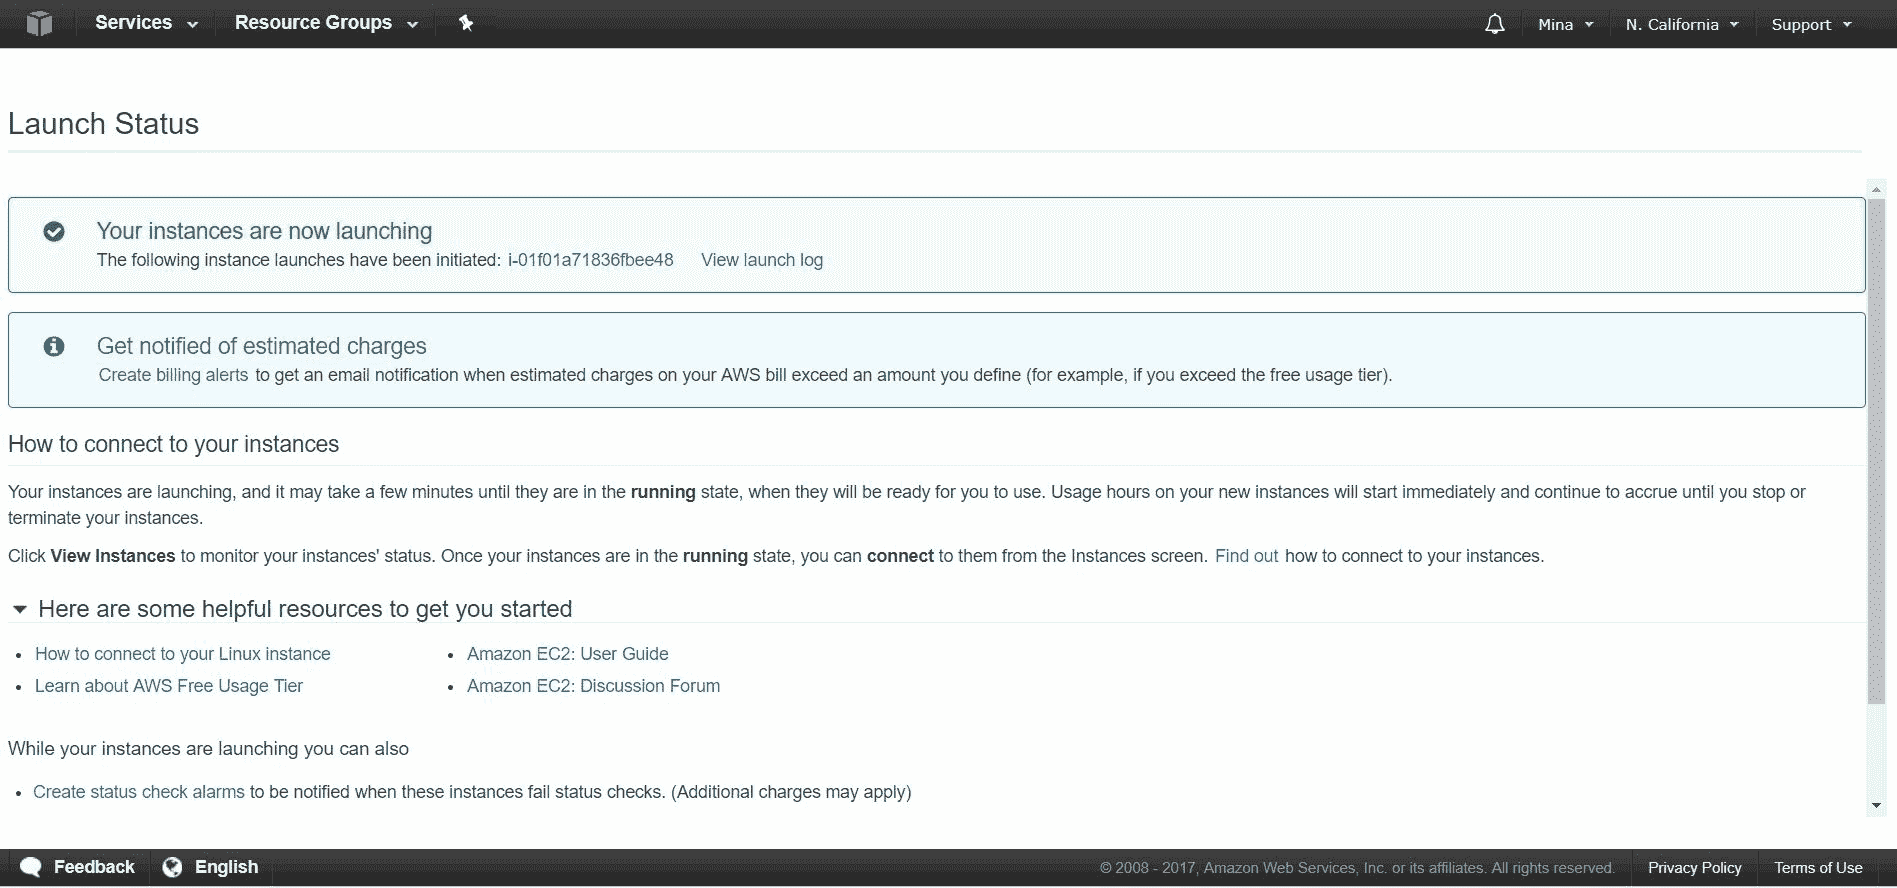 Services
Resource Groups
Mina
N. California
Support
Launch Status
Your instances are now launching
The following instance launches have been initiated: i-01f01a71836fbee48 View launch log
Get notified of estimated charges
Create billing alerts to get an email notification when estimated charges on your AWS bill exceed an amount you define (for example, if you exceed the free usage tier).
How to connect to your instances
Your instances are launching, and it may take a few minutes until they are in the running state, when they will be ready for you to use. Usage hours on your new instances will start immediately and continue to accrue until you stop or
terminate your instances.
Click View Instances to monitor your instances' status. Once your instances are in the running state, you can connect to them from the Instances screen. Find out how to connect to your instances.
Here are some helpful resources to get you started
• How to connect to your Linux instance
• Amazon EC2: User Guide
• Learn about AWS Free Usage Tier
• Amazon EC2: Discussion Forum
While your instances are launching you can also
• Create status check alarms to be notified when these instances fail status checks. (Additional charges may apply)
Feedback
English
© 2008 - 2017, Amazon Web Services, Inc. or its affiliates. All rights reserved.
Privacy Policy
Terms of Use